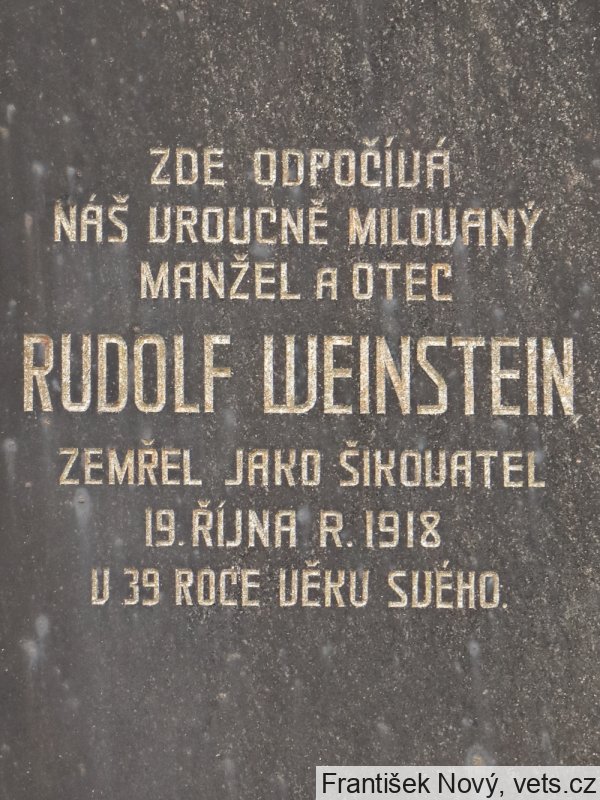 ZDE ODPOČÍVÁ
NÁŠ VROUCNĚ MILOVANÝ
MANŽEL A OTEC
RUDOLF WEINSTEIN
ZEMŘEL JAKO ŠIKOVATEL
19. ŘÍJNA R. 1918
V 39 ROCE VĚKU SVÉHO.
František Nový, vets.cz